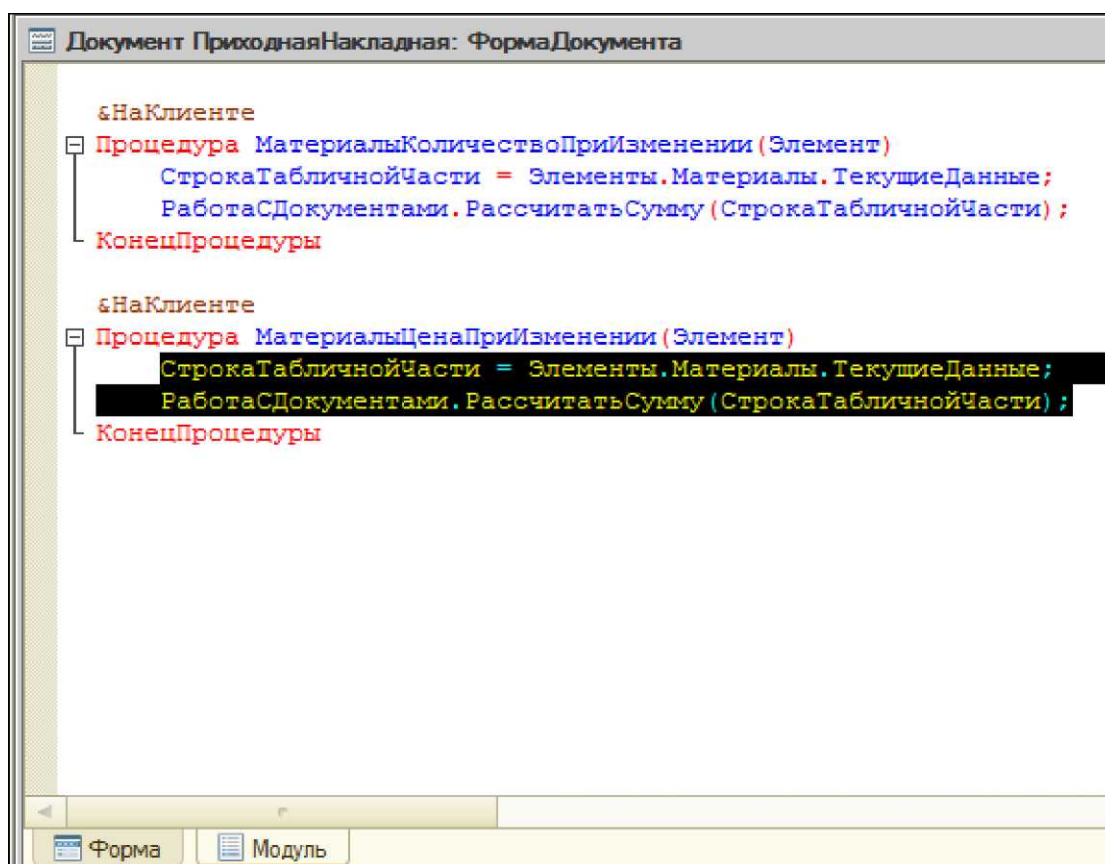 Документ ПриходнаяНакладная: ФормаДокумента
&НаКлиенте
Процедура МатериалыКоличествоПриИзменении(Элемент)
СтрокаТабличнойЧасти = Элементы.Материалы.ТекущиеДанные;
РаботаСДокументами.РассчитатьСумму(СтрокаТабличнойЧасти);
КонецПроцедуры
&НаКлиенте
Процедура МатериалыЦенаПриИзменении(Элемент)
СтрокаТабличнойЧасти = Элементы.Материалы.ТекущиеДанные;
РаботаСДокументами.РассчитатьСумму(СтрокаТабличнойЧасти);
КонецПроцедуры
Форма Модуль